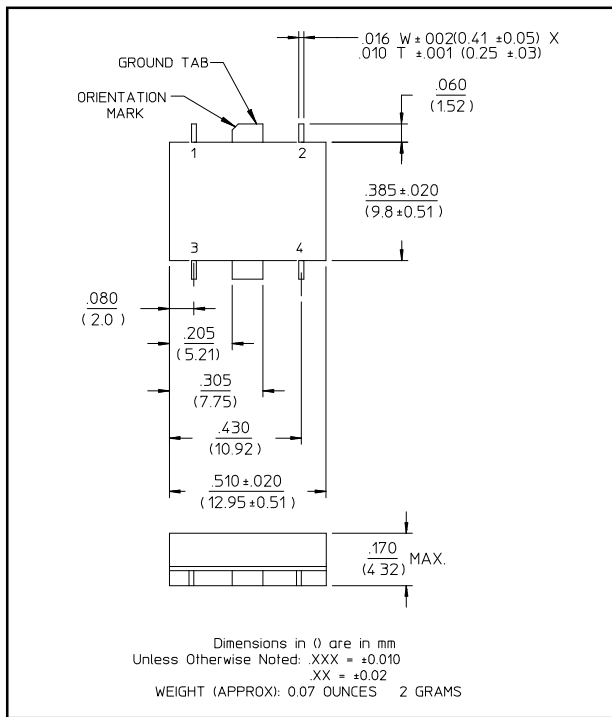 .016 W ±.002(0.41 ±0.05) X
.010 T ±.001 (0.25 ±.03)
GROUND TAB
.060
(1.52)
ORIENTATION
MARK
1
2
.385±.020
(9.8 ±0.51)
3
4
.080
( 2.0 )
.205
( 5.21)
.305
(7.75)
.430
(10.92)
.510±.020
(12.95±0.51)
.170 MAX.
(4 32)
Dimensions in () are in mm
Unless Otherwise Noted: .XXX = ±0.010
.XX = ±0.02
WEIGHT (APPROX): 0.07 OUNCES 2 GRAMS